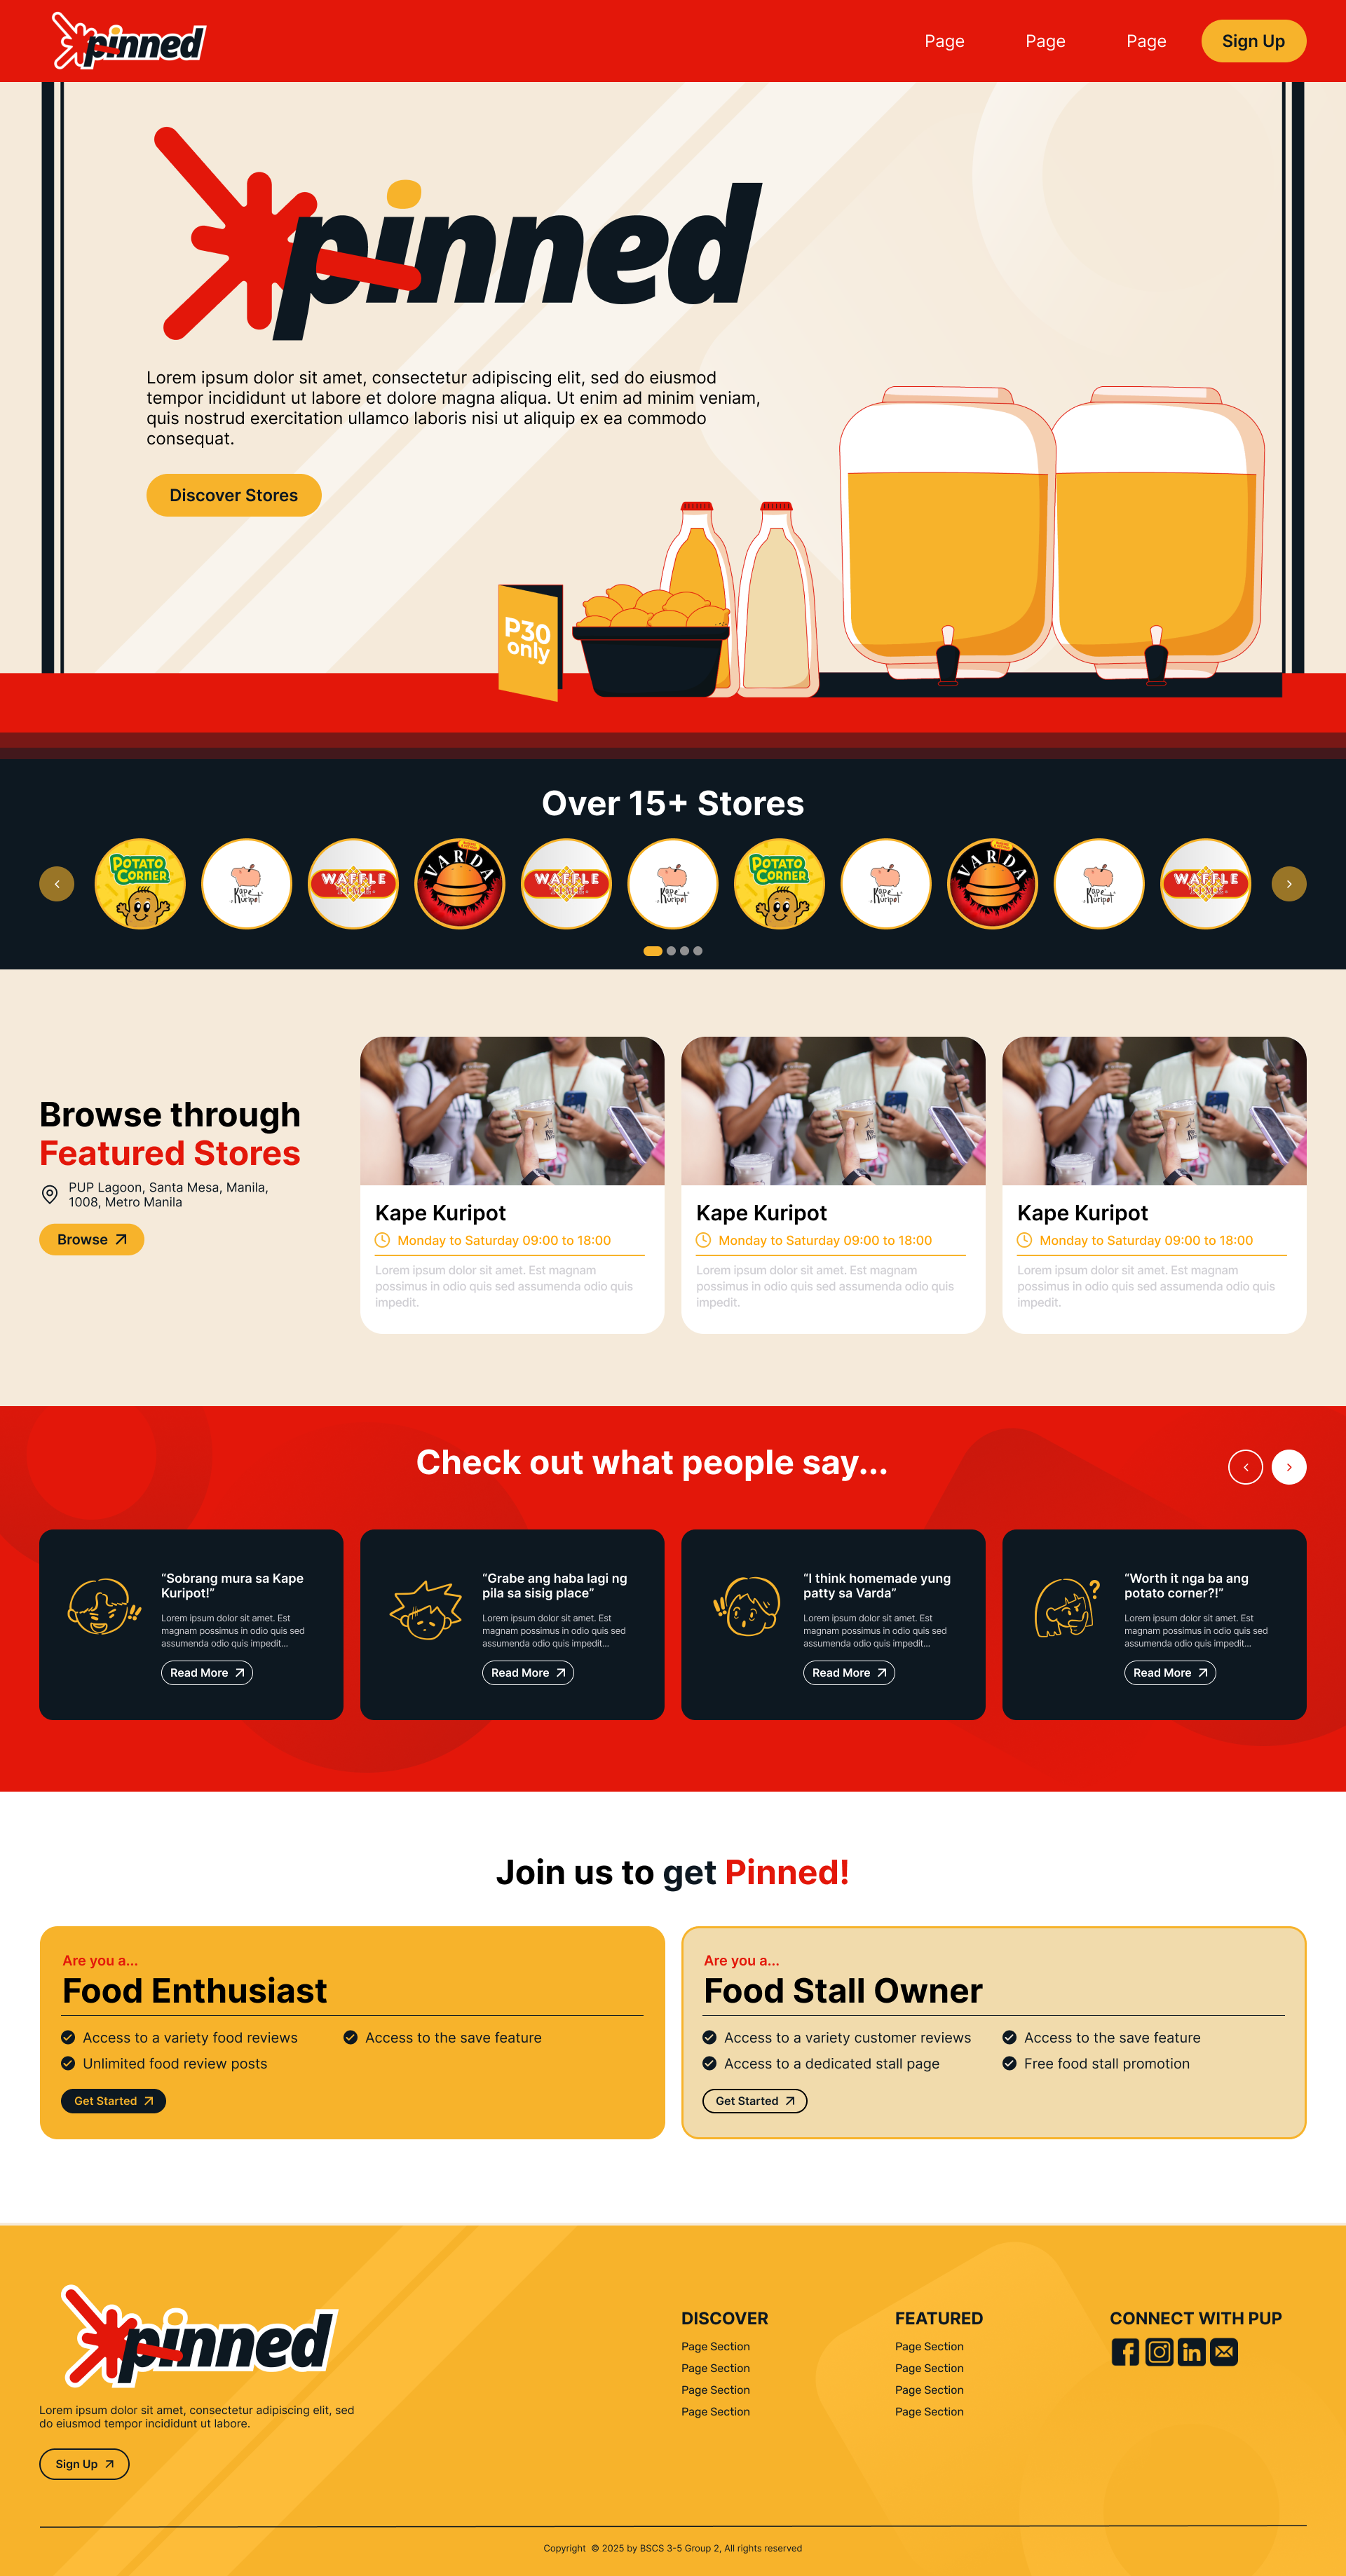 pinned
Page
Page
Page
Sign Up
pinned
Lorem ipsum dolor sit amet, consectetur adipiscing elit, sed do eiusmod
tempor incididunt ut labore et dolore magna aliqua. Ut enim ad minim veniam,
quis nostrud exercitation ullamco laboris nisi ut aliquip ex ea commodo
consequat.
Discover Stores
P30
only
Over 15+ Stores
POTATO
CORNER
Kape
Kuripot
WAFFLE
TIME
VARDA
WAFFLE
TIME
Kape
Kuripot
POTATO
CORNER
Kape
Kuripot
VARDA
Kape
Kuripot
WAFFLE
TIME
Browse through
Featured Stores
PUP Lagoon, Santa Mesa, Manila,
1008, Metro Manila
Browse
Kape Kuripot
Monday to Saturday 09:00 to 18:00
Lorem ipsum dolor sit amet. Est magnam
possimus in odio quis sed assumenda odio quis
impedit.
Kape Kuripot
Monday to Saturday 09:00 to 18:00
Lorem ipsum dolor sit amet. Est magnam
possimus in odio quis sed assumenda odio quis
impedit.
Kape Kuripot
Monday to Saturday 09:00 to 18:00
Lorem ipsum dolor sit amet. Est magnam
possimus in odio quis sed assumenda odio quis
impedit.
Check out what people say...
“Sobrang mura sa Kape
Kuripot!”
Lorem ipsum dolor sit amet. Est
magnam possimus in odio quis sed
assumenda odio quis impedit...
Read More
“Grabe ang haba lagi ng
pila sa sisig place”
Lorem ipsum dolor sit amet. Est
magnam possimus in odio quis sed
assumenda odio quis impedit...
Read More
“I think homemade yung
patty sa Varda”
Lorem ipsum dolor sit amet. Est
magnam possimus in odio quis sed
assumenda odio quis impedit...
Read More
“Worth it nga ba ang
potato corner?!”
Lorem ipsum dolor sit amet. Est
magnam possimus in odio quis sed
assumenda odio quis impedit...
Read More
Join us to get Pinned!
Are you a...
Food Enthusiast
Access to a variety food reviews
Access to the save feature
Unlimited food review posts
Get Started
Are you a...
Food Stall Owner
Access to a variety customer reviews
Access to the save feature
Access to a dedicated stall page
Free food stall promotion
Get Started
pinned
Lorem ipsum dolor sit amet, consectetur adipiscing elit, sed
do eiusmod tempor incididunt ut labore.
Sign Up
DISCOVER
Page Section
Page Section
Page Section
Page Section
FEATURED
Page Section
Page Section
Page Section
Page Section
CONNECT WITH PUP
Copyright © 2025 by BSCS 3-5 Group 2, All rights reserved